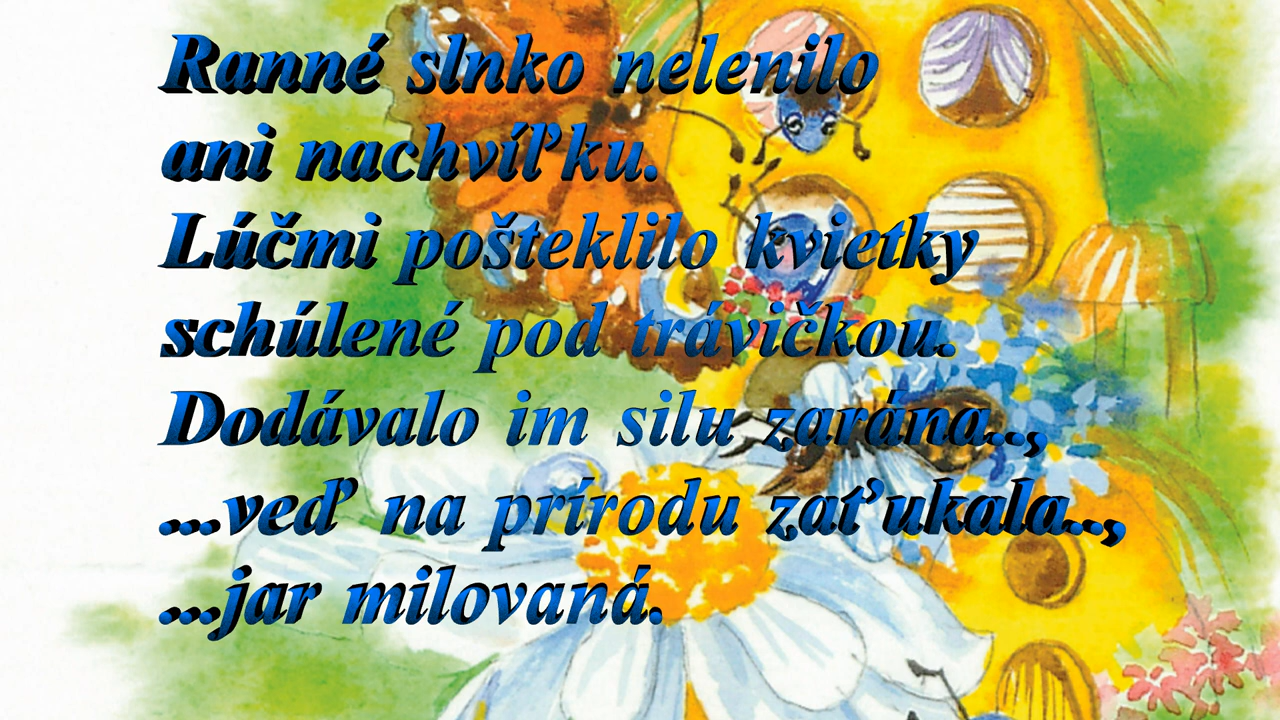 Ranné slnko nelenilo
ani nachvíľku.
Lúčmi pošteklilo kvietky
schúlené pod trávičkou.
Dodávalo im silu zarána..,
...veď na prírodu zaťukala..,
...jar milovaná.